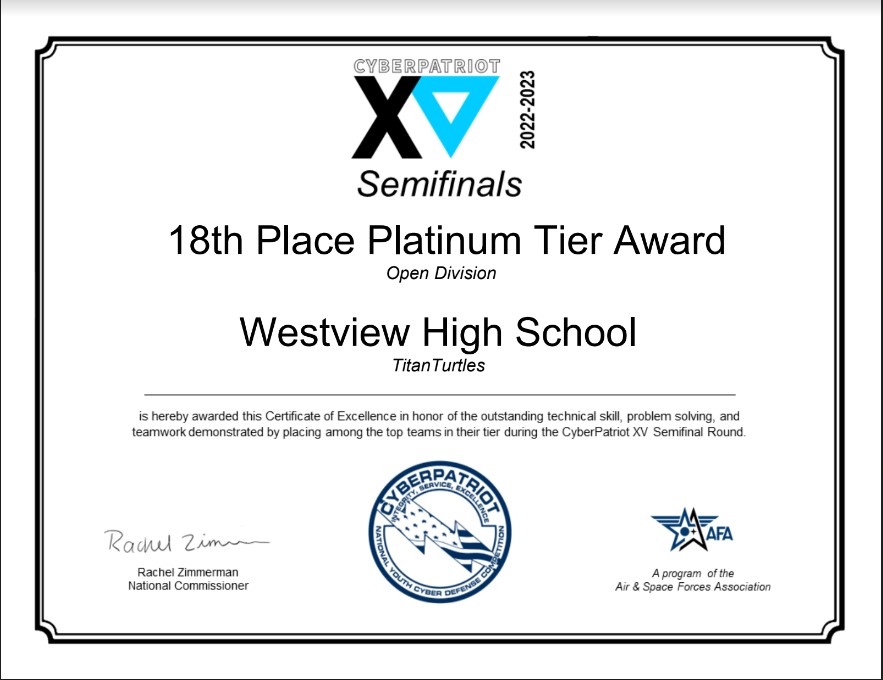 CYBERPATRIOT
XV
2022-2023
Semifinals
18th Place Platinum Tier Award
Open Division
Westview High School
TitanTurtles
is hereby awarded this Certificate of Excellence in honor of the outstanding technical skill, problem solving, and
teamwork demonstrated by placing among the top teams in their tier during the CyberPatriot XV Semifinal Round.
CYBERPATRIOT
INTEGRITY, SERVICE, EXCELLENCE
NATIONAL YOUTH CYBER DEFENSE COMPETITION
Rachel Zimm
Rachel Zimmerman
National Commissioner
AFA
A program of the
Air & Space Forces Association